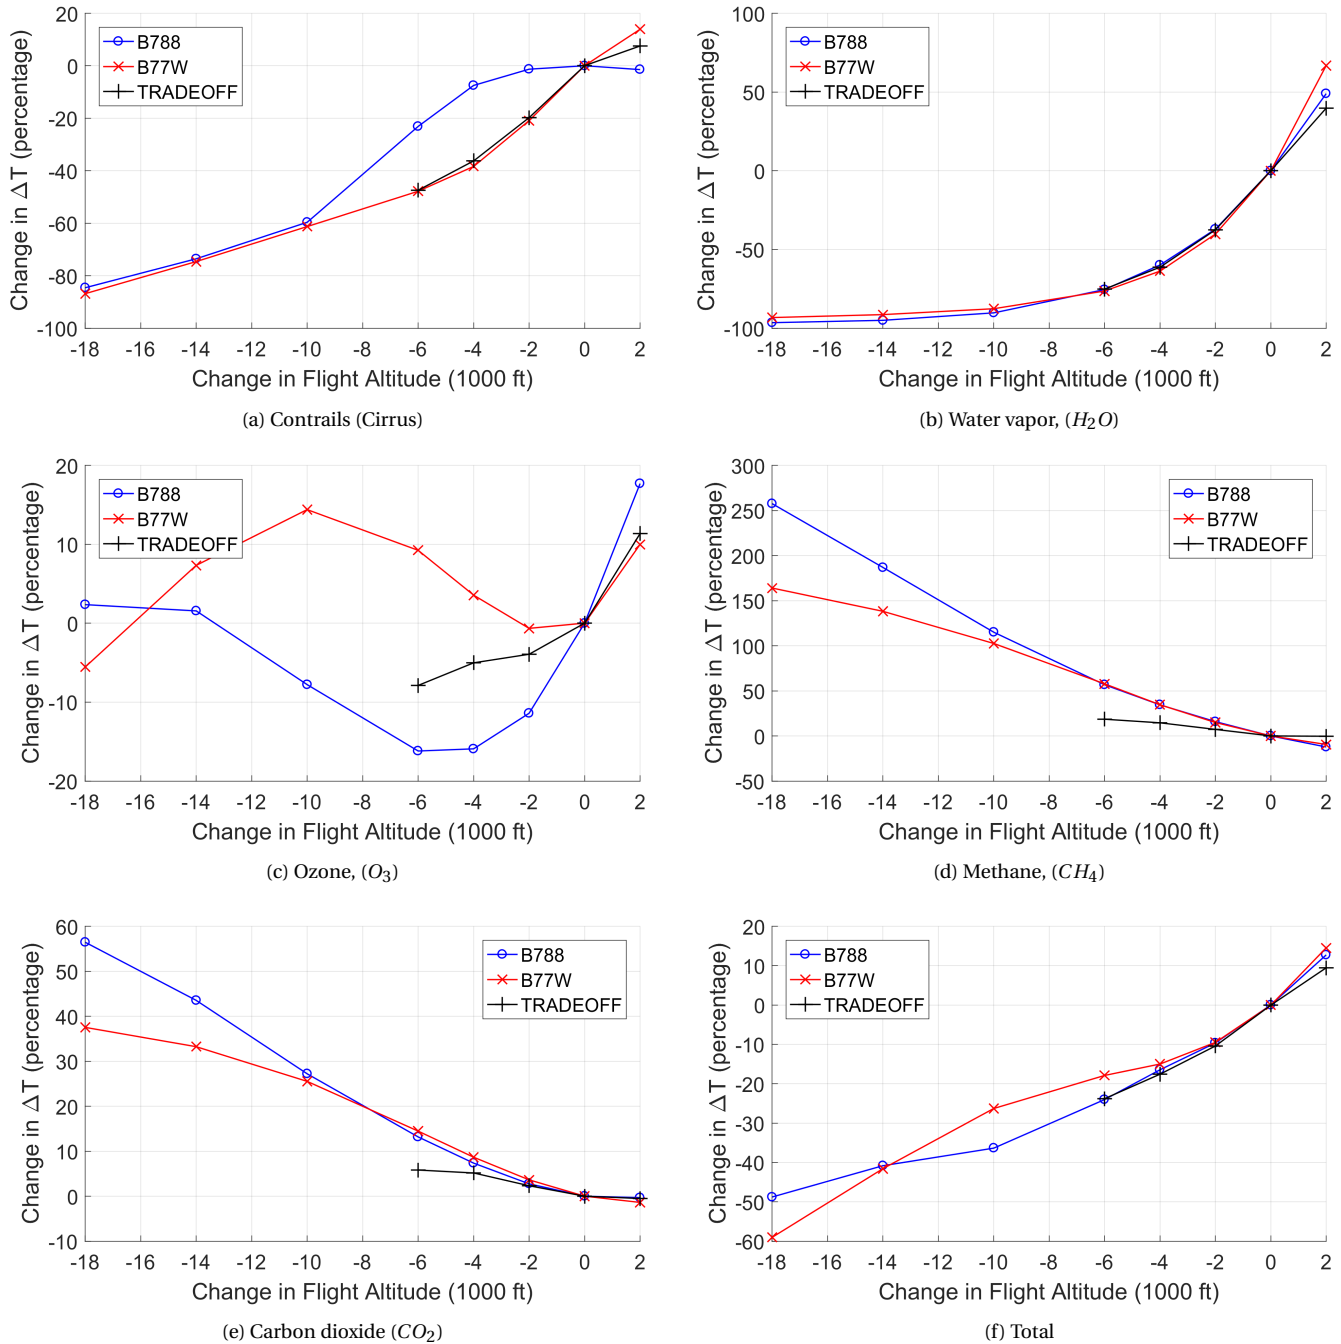 20
0
-20
-40
-60
-80
-100
-18 -16 -14 -12 -10 -8 -6 -4 -2 0 2
Change in Flight Altitude (1000 ft)
Change in ΔT (percentage)
B788
B77W
TRADEOFF
(a) Contrails (Cirrus)
100
50
0
-50
-100
-18 -16 -14 -12 -10 -8 -6 -4 -2 0 2
Change in Flight Altitude (1000 ft)
Change in ΔT (percentage)
B788
B77W
TRADEOFF
(b) Water vapor, (H₂O)
20
10
0
-10
-20
-18 -16 -14 -12 -10 -8 -6 -4 -2 0 2
Change in Flight Altitude (1000 ft)
Change in ΔT (percentage)
B788
B77W
TRADEOFF
(c) Ozone, (O₃)
300
250
200
150
100
50
0
-50
-18 -16 -14 -12 -10 -8 -6 -4 -2 0 2
Change in Flight Altitude (1000 ft)
Change in ΔT (percentage)
B788
B77W
TRADEOFF
(d) Methane, (CH₄)
60
50
40
30
20
10
0
-10
-18 -16 -14 -12 -10 -8 -6 -4 -2 0 2
Change in Flight Altitude (1000 ft)
Change in ΔT (percentage)
B788
B77W
TRADEOFF
(e) Carbon dioxide (CO₂)
20
10
0
-10
-20
-30
-40
-50
-60
-18 -16 -14 -12 -10 -8 -6 -4 -2 0 2
Change in Flight Altitude (1000 ft)
Change in ΔT (percentage)
B788
B77W
TRADEOFF
(f) Total